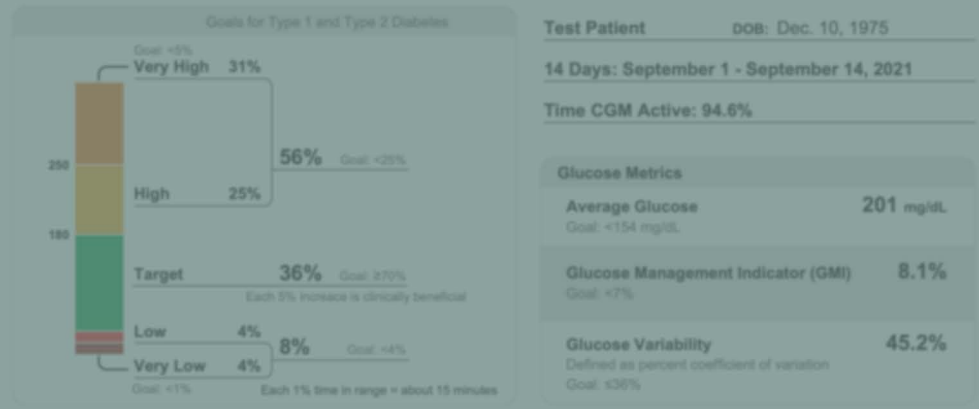 Goals for Type 1 and Type 2 Diabetes
Goal: <5%
Very High 31%
250
56% Goal: <25%
High 25%
180
Target 36% Goal: ≥70%
Each 5% increase is clinically beneficial
Low 4%
8% Goal: <4%
Very Low 4%
Goal: <1%
Each 1% time in range = about 15 minutes
Test Patient DOB: Dec. 10, 1975
14 Days: September 1 - September 14, 2021
Time CGM Active: 94.6%
Glucose Metrics
Average Glucose 201 mg/dL
Goal: <154 mg/dL
Glucose Management Indicator (GMI) 8.1%
Goal: <7%
Glucose Variability 45.2%
Defined as percent coefficient of variation
Goal: ≤36%